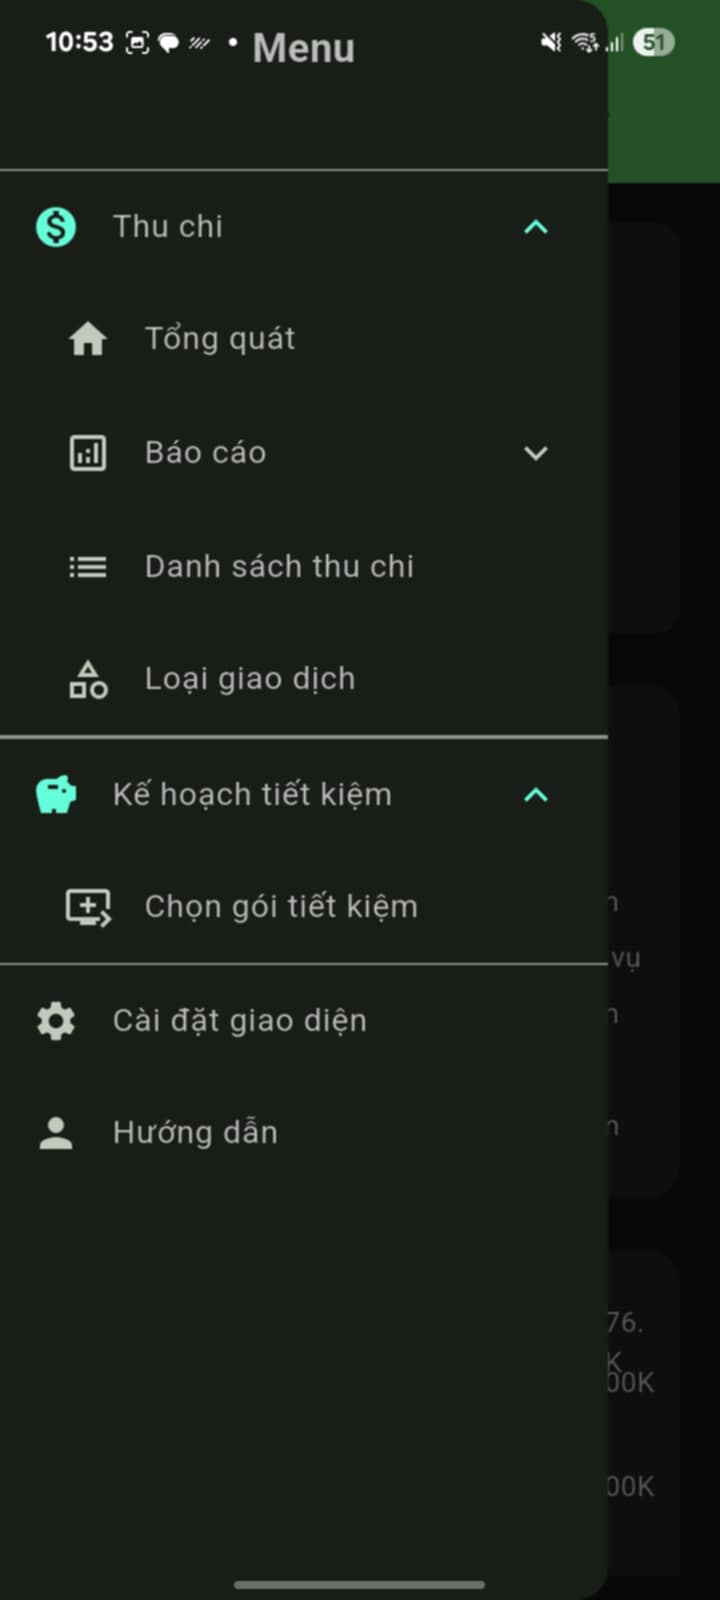 10:53
Menu
51
Thu chi
Tổng quát
Báo cáo
Danh sách thu chi
Loại giao dịch
Kế hoạch tiết kiệm
Chọn gói tiết kiệm
vụ
Cài đặt giao diện
Hướng dẫn
76.
K
00K
00K